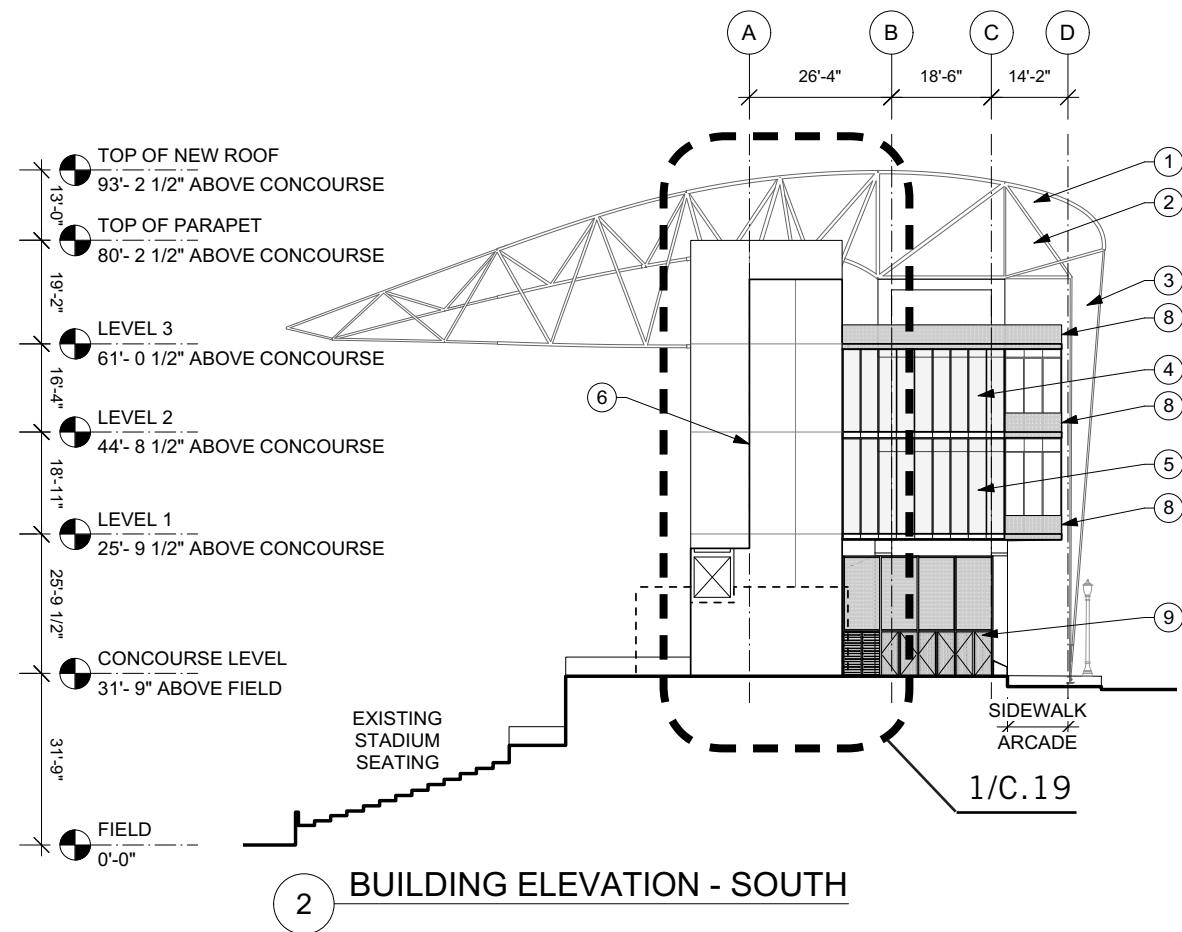 A
B
C
D
26'-4"
18'-6"
14'-2"
TOP OF NEW ROOF
93'- 2 1/2" ABOVE CONCOURSE
13'-0"
TOP OF PARAPET
80'- 2 1/2" ABOVE CONCOURSE
19'-2"
LEVEL 3
61'- 0 1/2" ABOVE CONCOURSE
16'-4"
LEVEL 2
44'- 8 1/2" ABOVE CONCOURSE
18'-11"
LEVEL 1
25'- 9 1/2" ABOVE CONCOURSE
25'-9 1/2"
CONCOURSE LEVEL
31'- 9" ABOVE FIELD
31'-9"
FIELD
0'-0"
1
2
3
8
4
6
8
5
8
9
EXISTING
STADIUM
SEATING
SIDEWALK
ARCADE
1/C.19
2
BUILDING ELEVATION - SOUTH